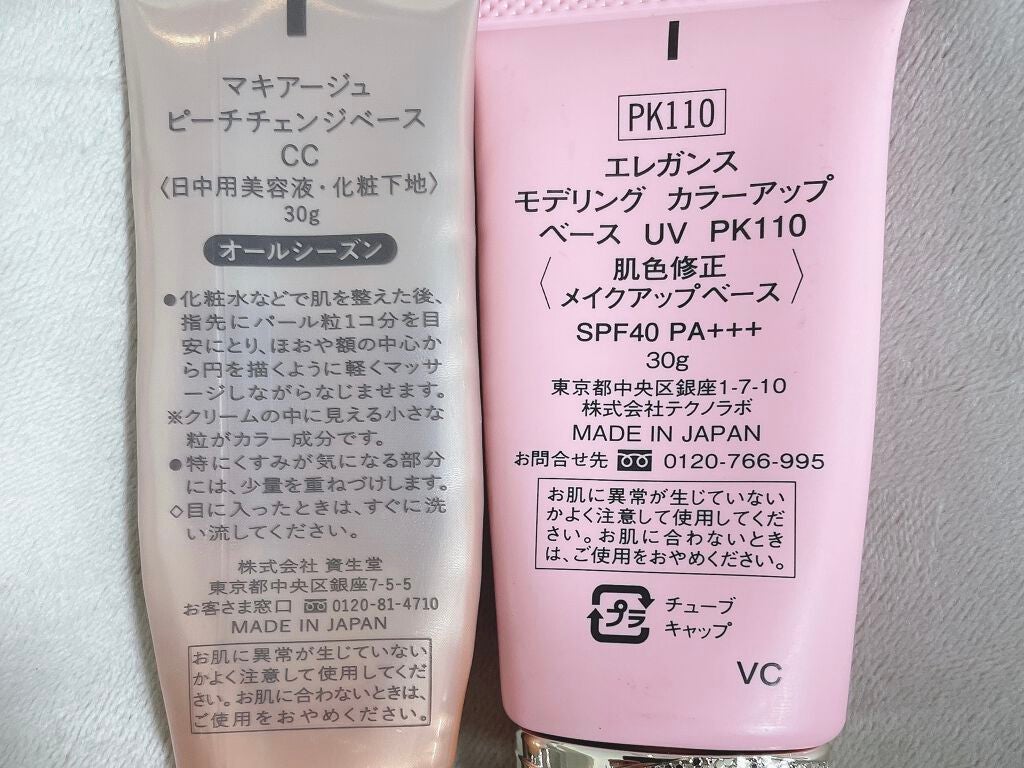 マキアージュ
ピーチチェンジベース
CC
〈日中用美容液・化粧下地〉
30g
オールシーズン
●化粧水などで肌を整えた後、
指先にパール粒1コ分を目
安にとり、ほおや額の中心か
ら円を描くように軽くマッサ
ージしながらなじませます。
※クリームの中に見える小さな
粒がカラー成分です。
●特にくすみが気になる部分
には、少量を重ねづけします。
◇目に入ったときは、すぐに洗
い流してください。
株式会社 資生堂
東京都中央区銀座7-5-5
お客さま窓口 0120-81-4710
MADE IN JAPAN
お肌に異常が生じていない
かよく注意して使用してくだ
さい。お肌に合わないときは、
ご使用をおやめください。
PK110
エレガンス
モデリング カラーアップ
ベース UV PK110
〈肌色修正
メイクアップベース〉
SPF40 PA+++
30g
東京都中央区銀座1-7-10
株式会社テクノラボ
MADE IN JAPAN
お問合せ先 0120-766-995
お肌に異常が生じていない
かよく注意して使用してくだ
さい。お肌に合わないとき
は、ご使用をおやめください。
プラ
チューブ
キャップ
VC